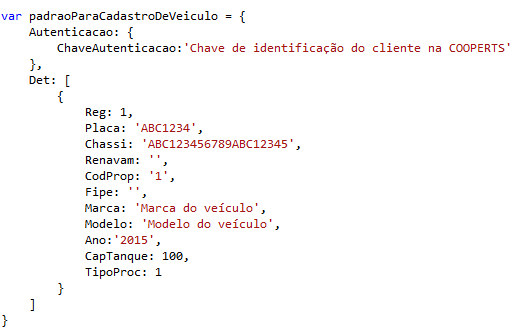 var padraoParaCadastroDeVeiculo = {
    Autenticacao: {
        ChaveAutenticacao:'Chave de identificação do cliente na COOPERTS'
    },
    Det: [
        {
            Reg: 1,
            Placa: 'ABC1234',
            Chassi: 'ABC123456789ABC12345',
            Renavam: '',
            CodProp: '1',
            Fipe: '',
            Marca: 'Marca do veículo',
            Modelo: 'Modelo do veículo',
            Ano:'2015',
            CapTanque: 100,
            TipoProc: 1
        }
    ]
}